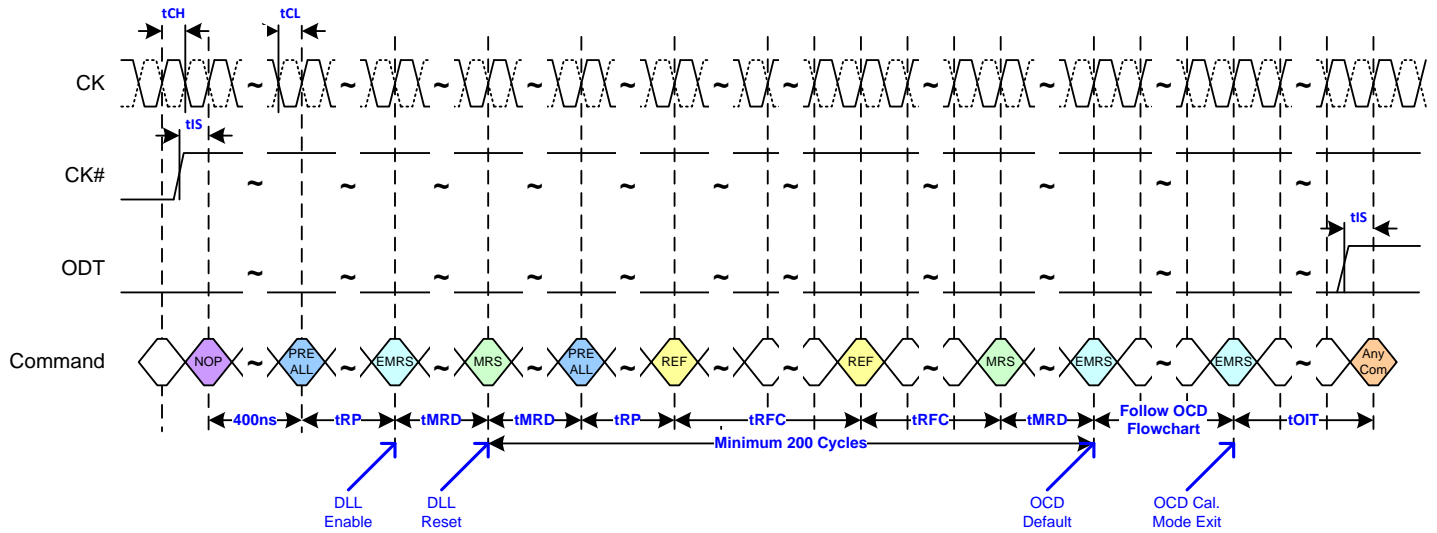 tCH
tCL
CK
tIS
CK#
tIS
ODT
Command
NOP
PRE
ALL
EMRS
MRS
PRE
ALL
REF
REF
MRS
EMRS
EMRS
Any
Com
400ns
tRP
tMRD
tMRD
tRP
tRFC
tRFC
tMRD
Follow OCD
Flowchart
tOIT
Minimum 200 Cycles
DLL
Enable
DLL
Reset
OCD
Default
OCD Cal.
Mode Exit